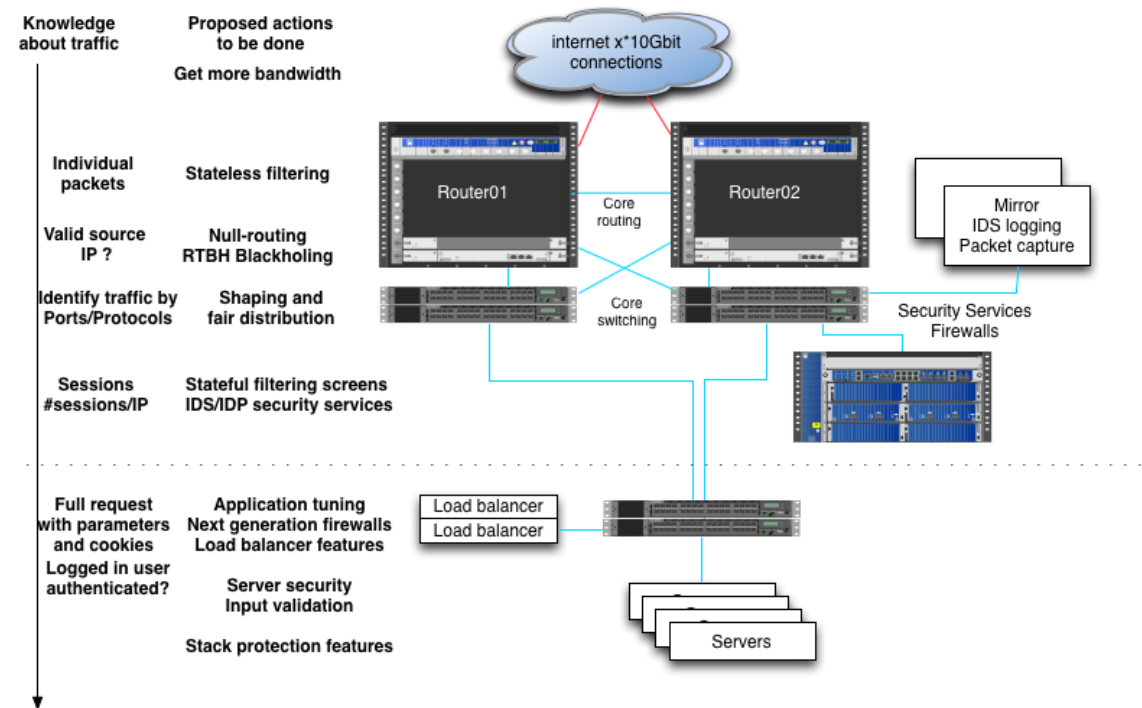 Knowledge
about traffic
Proposed actions
to be done
Get more bandwidth
internet x*10Gbit
connections
Individual
packets
Stateless filtering
Router01
Router02
Core
routing
Mirror
IDS logging
Packet capture
Valid source
IP ?
Null-routing
RTBH Blackholing
Identify traffic by
Ports/Protocols
Shaping and
fair distribution
Core
switching
Security Services
Firewalls
Sessions
#sessions/IP
Stateful filtering screens
IDS/IDP security services
Full request
with parameters
and cookies
Logged in user
authenticated?
Application tuning
Next generation firewalls
Load balancer features
Load balancer
Load balancer
Server security
Input validation
Stack protection features
Servers